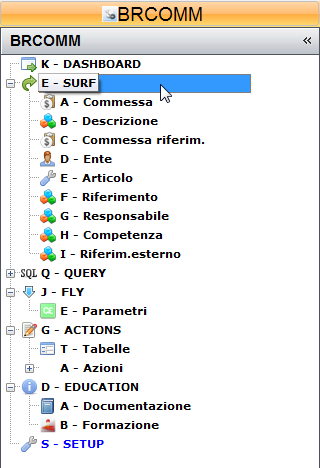 BRCOMM
BRCOMM «
K - DASHBOARD
E - SURF
A - Commessa
B - Descrizione
C - Commessa riferim.
D - Ente
E - Articolo
F - Riferimento
G - Responsabile
H - Competenza
I - Riferim.esterno
SQL Q - QUERY
J - FLY
CE E - Parametri
G - ACTIONS
T - Tabelle
A - Azioni
D - EDUCATION
A - Documentazione
B - Formazione
S - SETUP